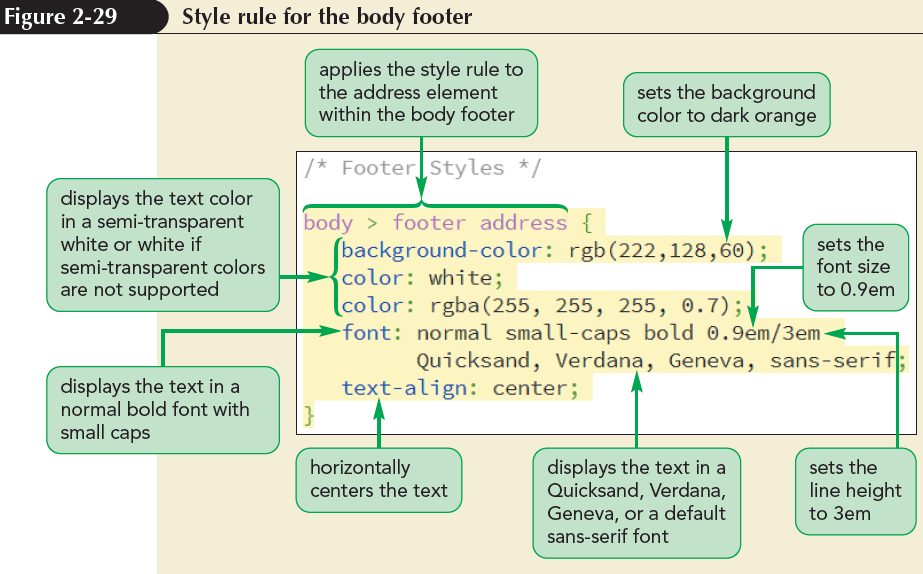 Figure 2-29
Style rule for the body footer
applies the style rule to
the address element
within the body footer
sets the background
color to dark orange
displays the text color
in a semi-transparent
white or white if
semi-transparent colors
are not supported
/* Footer Styles */
body > footer address {
background-color: rgb(222,128,60);
color: white;
color: rgba(255, 255, 255, 0.7);
font: normal small-caps bold 0.9em/3em
Quicksand, Verdana, Geneva, sans-serif;
text-align: center;
}
sets the
font size
to 0.9em
displays the text in a
normal bold font with
small caps
horizontally
centers the text
displays the text in a
Quicksand, Verdana,
Geneva, or a default
sans-serif font
sets the
line height
to 3em